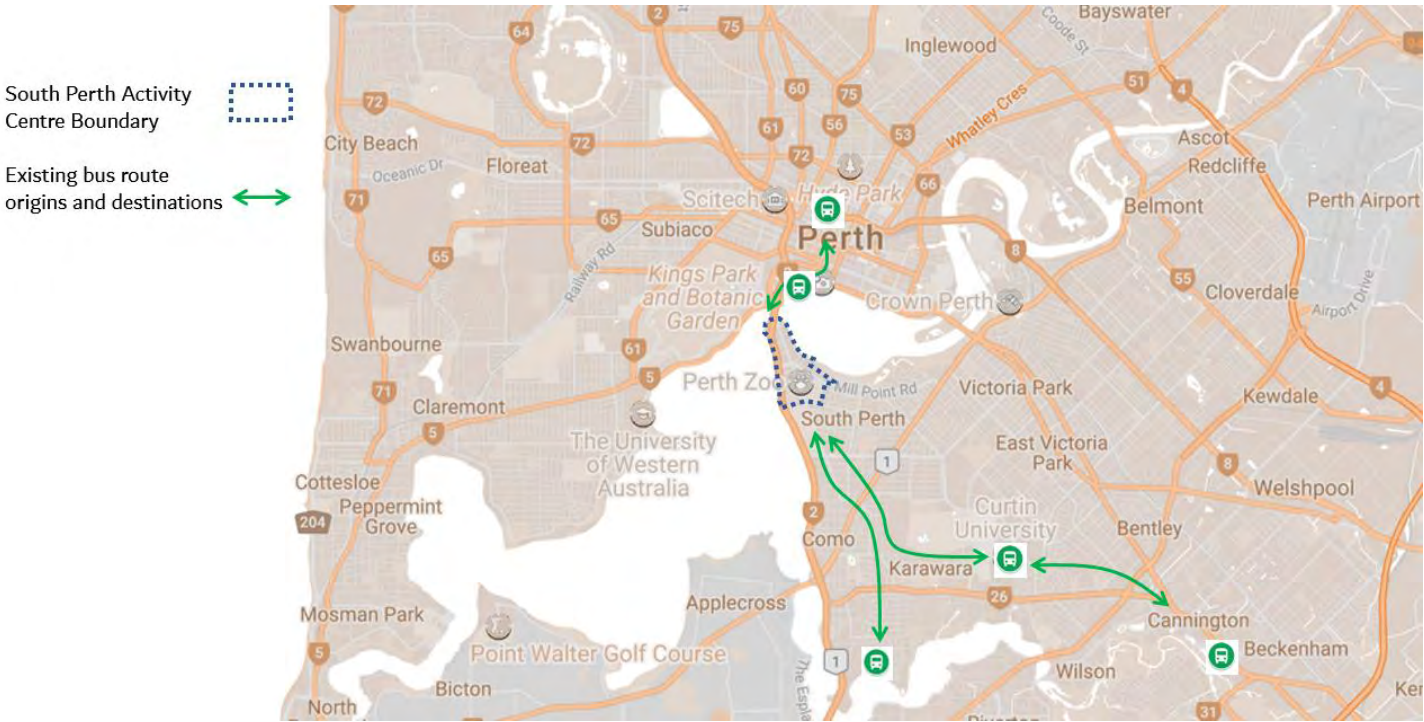 South Perth Activity
Centre Boundary
Existing bus route
origins and destinations
2
75
Bayswater
64
Coode St
Inglewood
51
4
72
60
75
Whatley Cres
61
56
53
City Beach
72
72
Ascot
Floreat
Redcliffe
Oceanic Dr
66
Hyde Park
Scitech
71
Belmont
Perth Airport
65
Subiaco
Perth
8
65
Railway Rd
Kings Park
and Botanic
Garden
55
Crown Perth
Cloverdale
Airport Drive
Swanbourne
61
5
Perth Zoo
Mill Point Rd
Victoria Park
4
71
Kewdale
Claremont
South Perth
5
The University
of Western
Australia
East Victoria
Park
1
8
Cottesloe
Welshpool
Peppermint
Grove
Curtin
University
204
2
Bentley
Como
Karawara
26
Applecross
Mosman Park
Cannington
Beckenham
5
Point Walter Golf Course
1
Wilson
The Espla
Bicton
Ker
North
31
Riverton